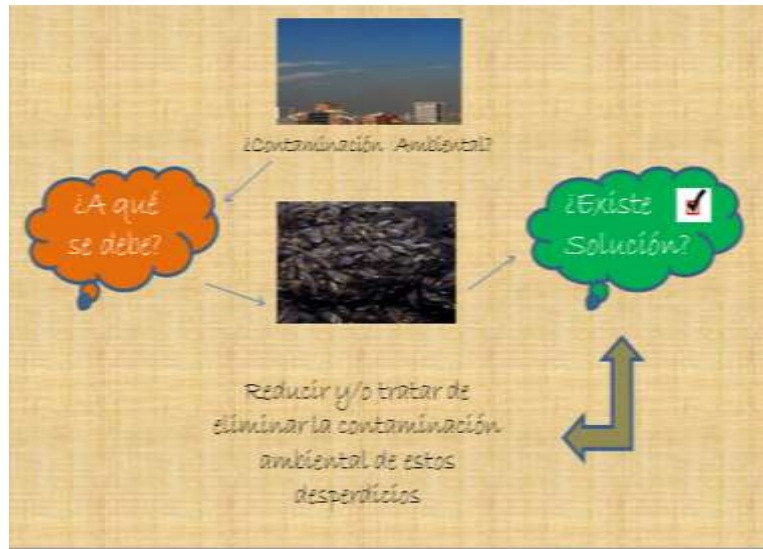 ¿Contaminación Ambiental?
¿A qué
se debe?
¿Existe
Solución?
Reducir y/o tratar de
eliminar la contaminación
ambiental de estos
desperdicios